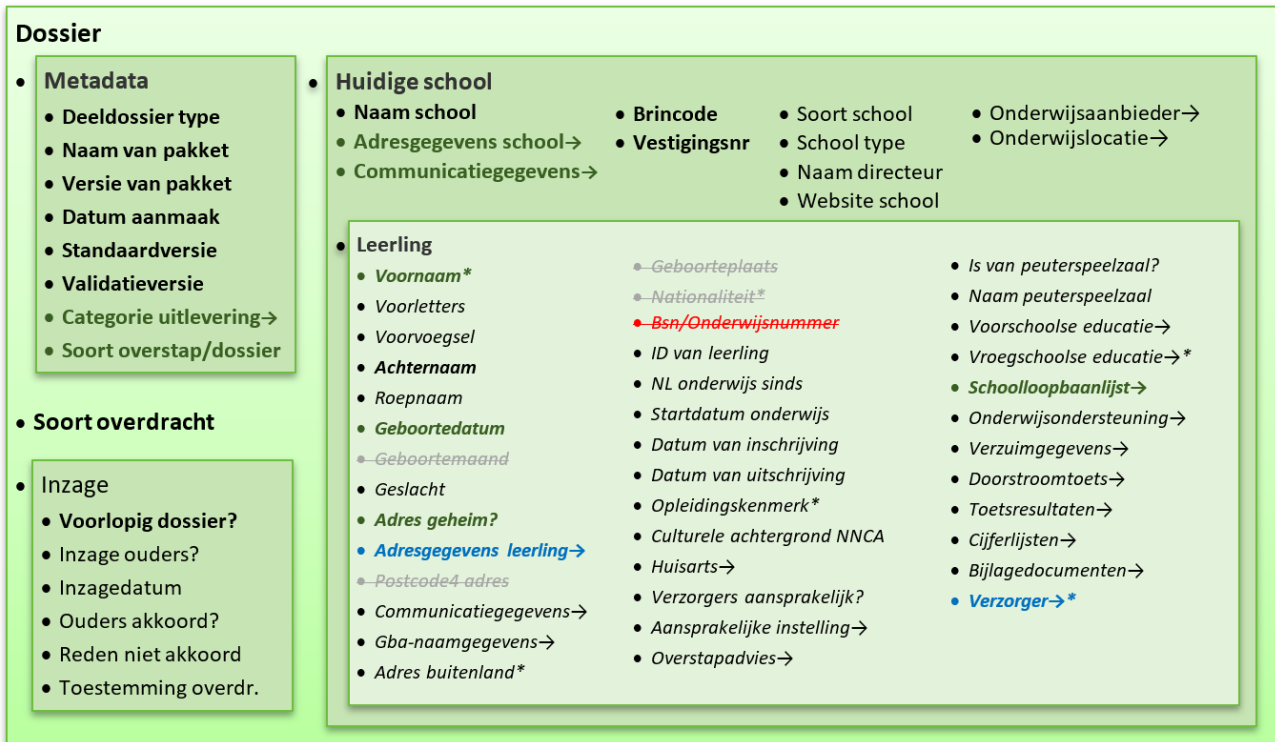 Dossier
• Metadata
• Deeldossier type
• Naam van pakket
• Versie van pakket
• Datum aanmaak
• Standaardversie
• Validatieversie
• Categorie uitlevering→
• Soort overstap/dossier
• Soort overdracht
• Inzage
• Voorlopig dossier?
• Inzage ouders?
• Inzagedatum
• Ouders akkoord?
• Reden niet akkoord
• Toestemming overdr.
• Huidige school
• Naam school
• Adresgegevens school→
• Communicatiegegevens→
• Brincode
• Vestigingsnr
• Soort school
• School type
• Naam directeur
• Website school
• Onderwijsaanbieder→
• Onderwijslocatie→
• Leerling
• Voornaam*
• Voorletters
• Voorvoegsel
• Achternaam
• Roepnaam
• Geboortedatum
• Geboortemaand
• Geslacht
• Adres geheim?
• Adresgegevens leerling→
• Postcode4 adres
• Communicatiegegevens→
• Gba-naamgegevens→
• Adres buitenland*
• Geboorteplaats
• Nationaliteit*
• Bsn/Onderwijsnummer
• ID van leerling
• NL onderwijs sinds
• Startdatum onderwijs
• Datum van inschrijving
• Datum van uitschrijving
• Opleidingskenmerk*
• Culturele achtergrond NNCA
• Huisarts→
• Verzorgers aansprakelijk?
• Aansprakelijke instelling→
• Overstapadvies→
• Is van peuterspeelzaal?
• Naam peuterspeelzaal
• Voorschoolse educatie→
• Vroegschoolse educatie→*
• Schoolloopbaanlijst→
• Onderwijsondersteuning→
• Verzuimgegevens→
• Doorstroomtoets→
• Toetsresultaten→
• Cijferlijsten→
• Bijlagedocumenten→
• Verzorger→*